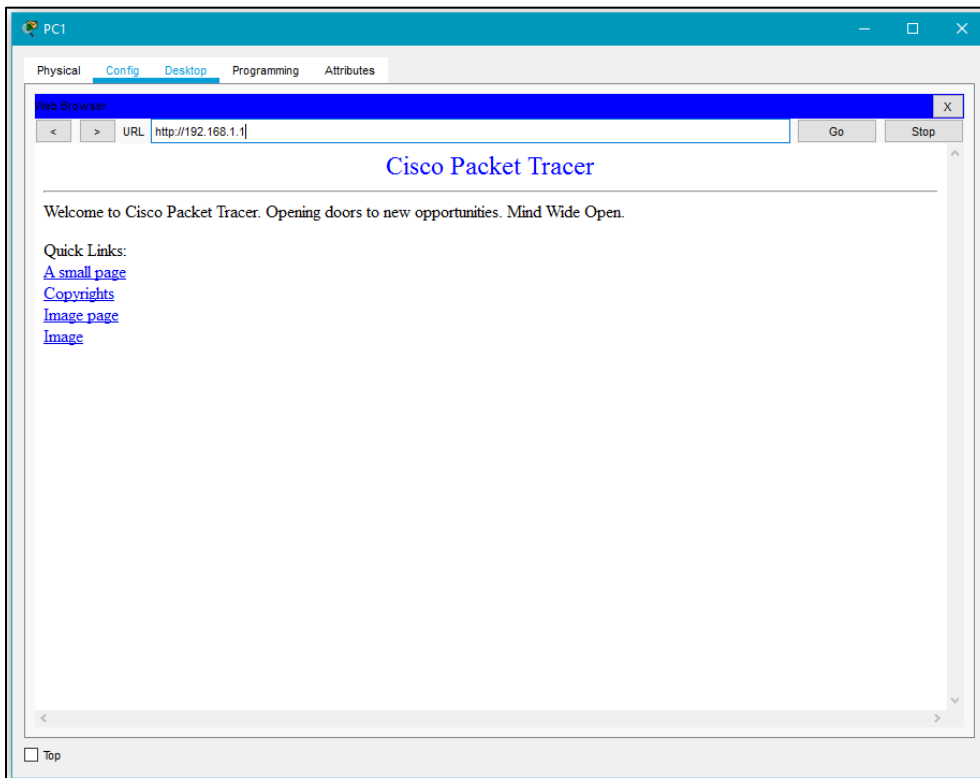 PC1
Physical Config Desktop Programming Attributes
Web Browser X
< > URL http://192.168.1.1 Go Stop
Cisco Packet Tracer
Welcome to Cisco Packet Tracer. Opening doors to new opportunities. Mind Wide Open.
Quick Links:
A small page
Copyrights
Image page
Image
Top